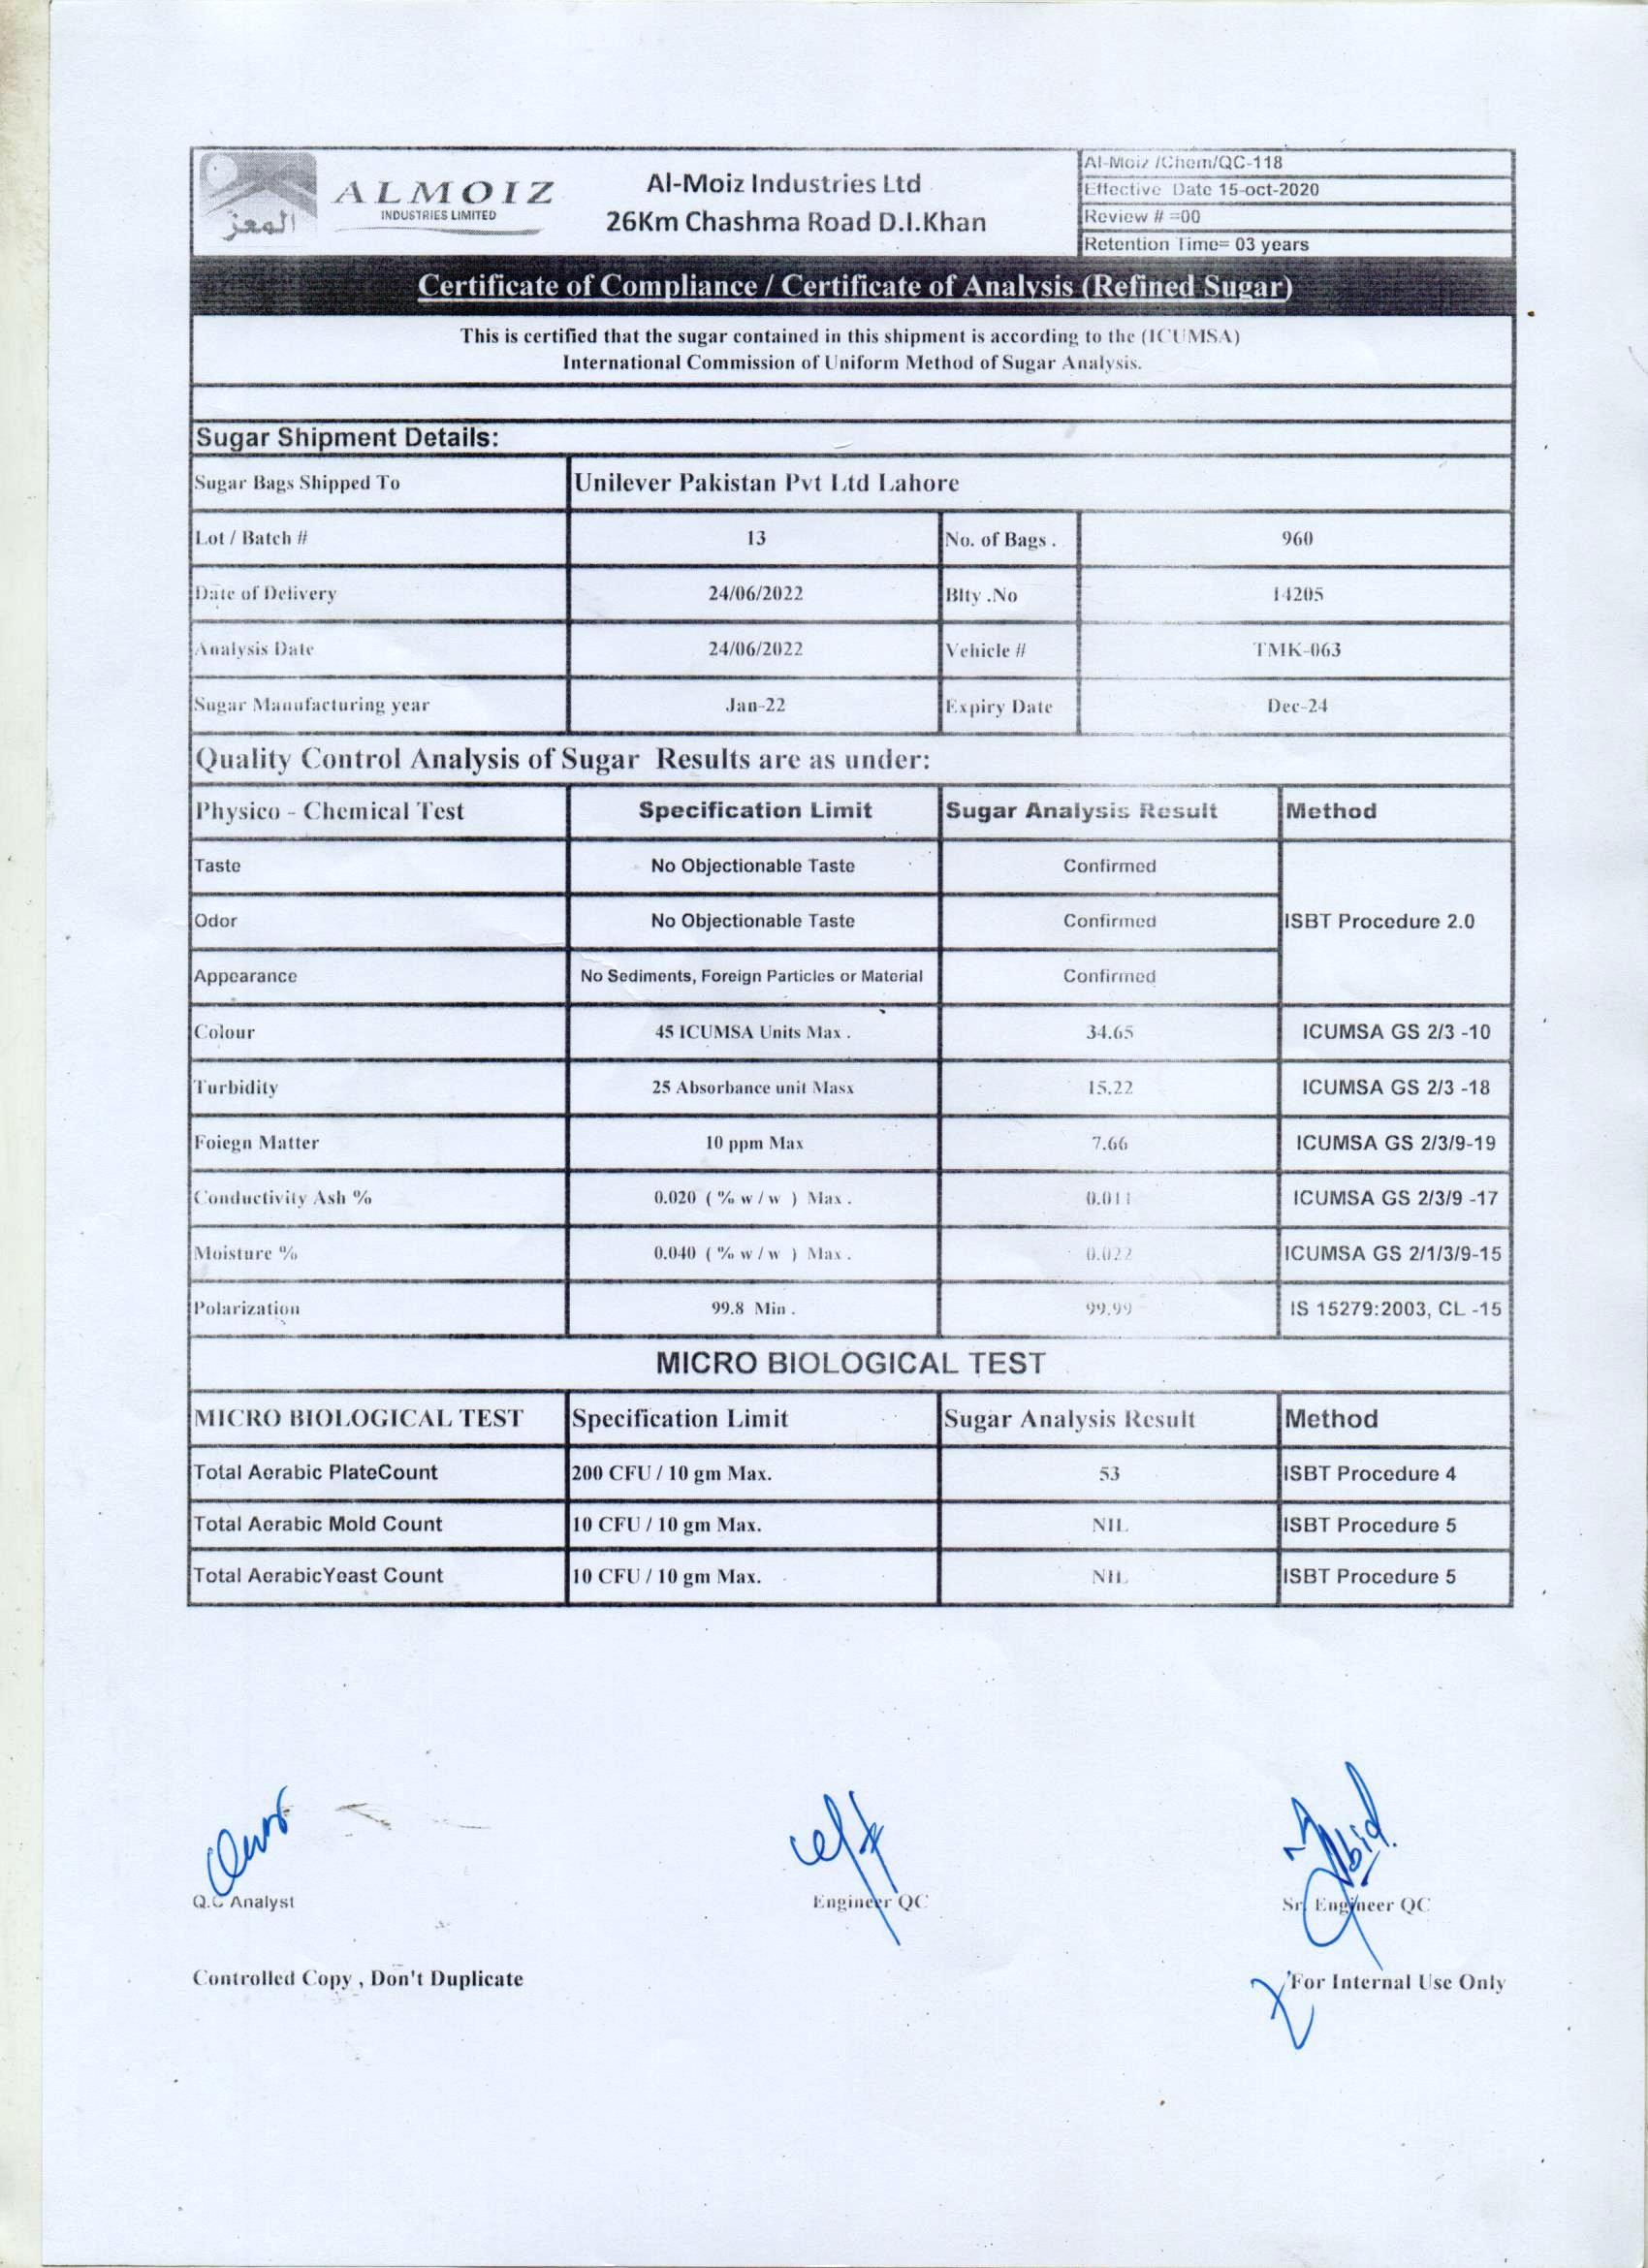 المعز
ALMOIZ
INDUSTRIES LIMITED
Al-Moiz Industries Ltd
26Km Chashma Road D.I.Khan
Al-Moiz /Chem/QC-118
Effective Date 15-oct-2020
Review # =00
Retention Time= 03 years
Certificate of Compliance / Certificate of Analysis (Refined Sugar)
This is certified that the sugar contained in this shipment is according to the (ICUMSA)
International Commission of Uniform Method of Sugar Analysis.
Sugar Shipment Details:
Sugar Bags Shipped To Unilever Pakistan Pvt Ltd Lahore
Lot / Batch # 13 No. of Bags . 960
Date of Delivery 24/06/2022 Blty .No 14205
Analysis Date 24/06/2022 Vehicle # TMK-063
Sugar Manufacturing year Jan-22 Expiry Date Dec-24
Quality Control Analysis of Sugar Results are as under:
Physico - Chemical Test Specification Limit Sugar Analysis Result Method
Taste No Objectionable Taste Confirmed
Odor No Objectionable Taste Confirmed ISBT Procedure 2.0
Appearance No Sediments, Foreign Particles or Material Confirmed
Colour 45 ICUMSA Units Max . 34.65 ICUMSA GS 2/3 -10
Turbidity 25 Absorbance unit Masx 15.22 ICUMSA GS 2/3 -18
Foiegn Matter 10 ppm Max 7.66 ICUMSA GS 2/3/9-19
Conductivity Ash % 0.020 ( % w / w ) Max . 0.011 ICUMSA GS 2/3/9 -17
Moisture % 0.040 ( % w / w ) Max . 0.022 ICUMSA GS 2/1/3/9-15
Polarization 99.8 Min . 99.99 IS 15279:2003, CL -15
MICRO BIOLOGICAL TEST
MICRO BIOLOGICAL TEST Specification Limit Sugar Analysis Result Method
Total Aerabic PlateCount 200 CFU / 10 gm Max. 53 ISBT Procedure 4
Total Aerabic Mold Count 10 CFU / 10 gm Max. NIL ISBT Procedure 5
Total AerabicYeast Count 10 CFU / 10 gm Max. NIL ISBT Procedure 5
Q.C Analyst Engineer QC Sr. Engineer QC
Controlled Copy , Don't Duplicate For Internal Use Only